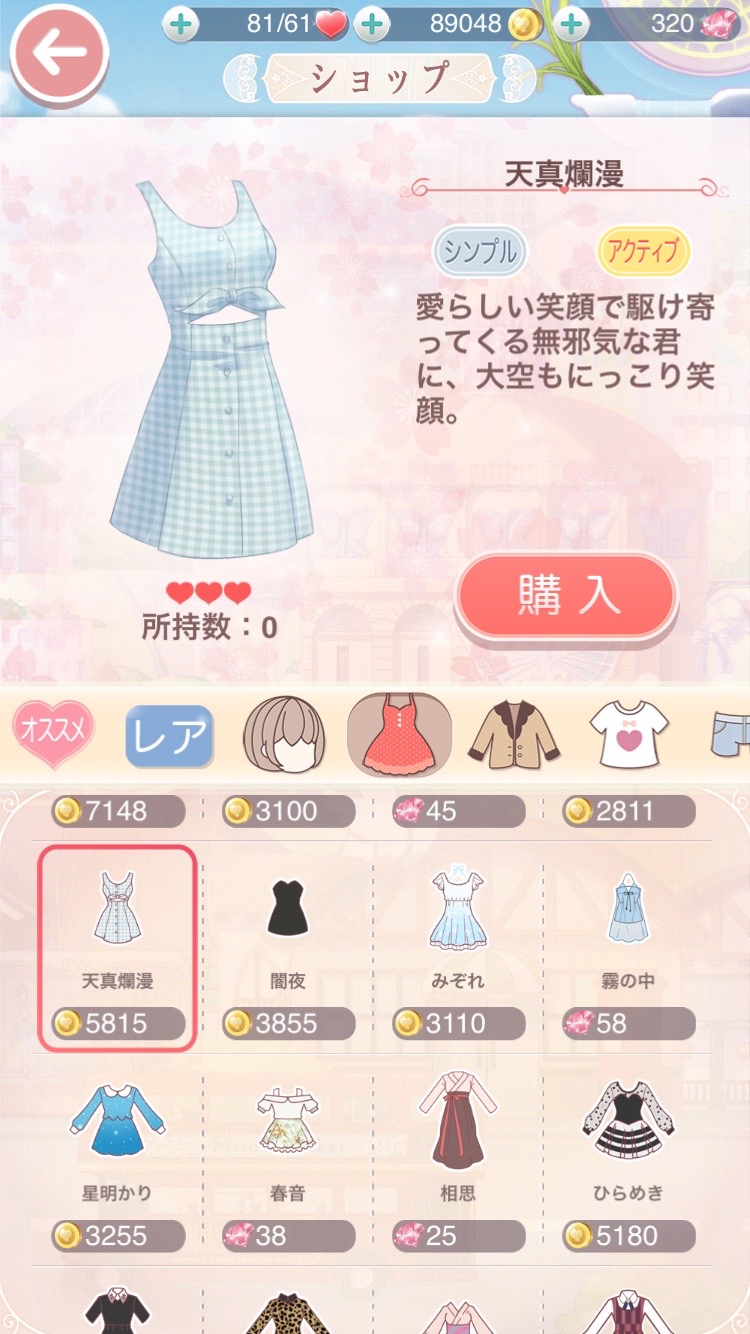 81/61
89048
320
ショップ
天真爛漫
シンプル
アクティブ
愛らしい笑顔で駆け寄
ってくる無邪気な君
に、大空もにっこり笑
顔。
所持数：0
購入
オススメ
レア
7148
3100
45
2811
天真爛漫
闇夜
みぞれ
霧の中
5815
3855
3110
58
星明かり
春音
相思
ひらめき
3255
38
25
5180